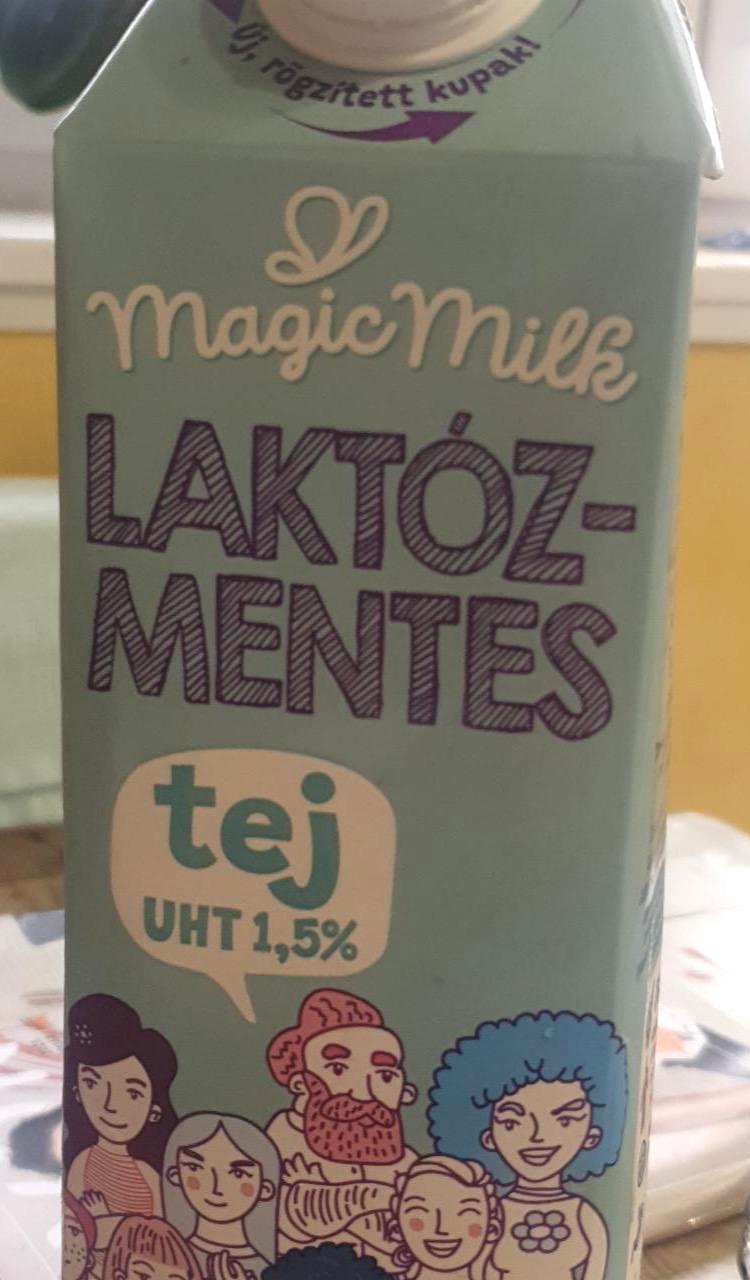 Új, rögzített kupak!
Magic Milk
LAKTÓZ-
MENTES
tej
UHT 1,5%